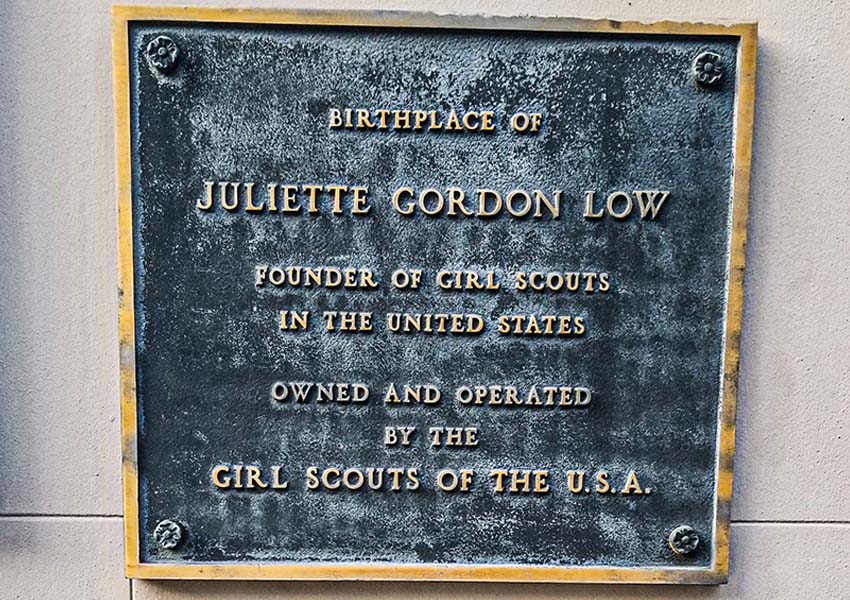 BIRTHPLACE OF
JULIETTE GORDON LOW
FOUNDER OF GIRL SCOUTS
IN THE UNITED STATES
OWNED AND OPERATED
BY THE
GIRL SCOUTS OF THE U.S.A.